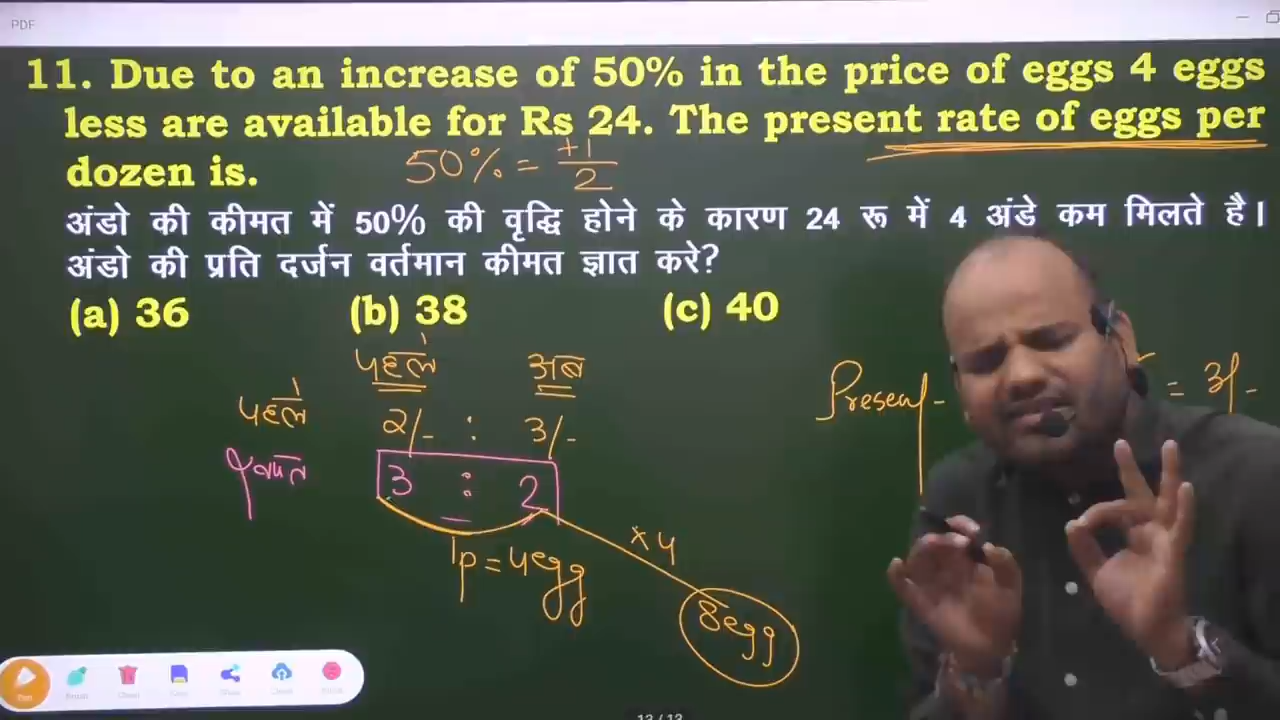 PDF
11. Due to an increase of 50% in the price of eggs 4 eggs
less are available for Rs 24. The present rate of eggs per
dozen is.
50% = +1/2
अंडो की कीमत में 50% की वृद्धि होने के कारण 24 रू में 4 अंडे कम मिलते है।
अंडो की प्रति दर्जन वर्तमान कीमत ज्ञात करे?
(a) 36 (b) 38 (c) 40
पहले अब
पहले 2/- : 3/-
3 : 2
1p = 4egg
×4
8egg
Present
= 3/-
13 / 13